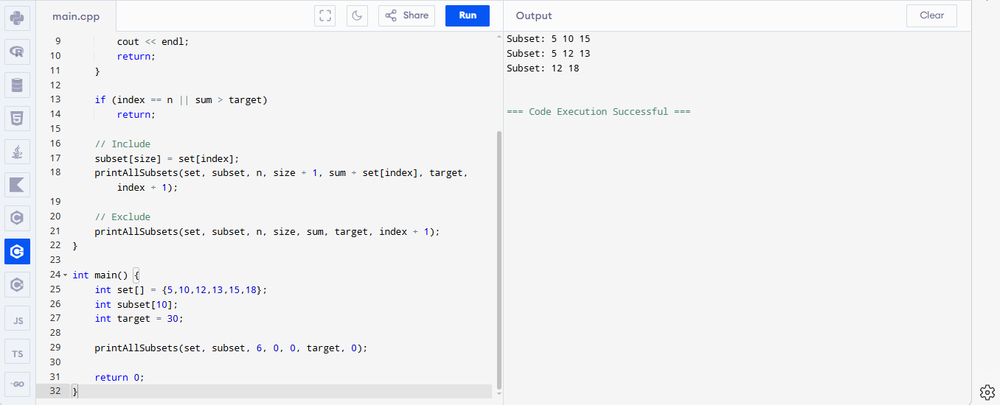 main.cpp
Share
Run
Output
Clear
9 cout << endl;
10 return;
11 }
12
13 if (index == n || sum > target)
14 return;
15
16 // Include
17 subset[size] = set[index];
18 printAllSubsets(set, subset, n, size + 1, sum + set[index], target,
index + 1);
19
20 // Exclude
21 printAllSubsets(set, subset, n, size, sum, target, index + 1);
22 }
23
24 int main() {
25 int set[] = {5,10,12,13,15,18};
26 int subset[10];
27 int target = 30;
28
29 printAllSubsets(set, subset, 6, 0, 0, target, 0);
30
31 return 0;
32 }
Subset: 5 10 15
Subset: 5 12 13
Subset: 12 18
=== Code Execution Successful ===
R
5
C
C
C
JS
TS
GO